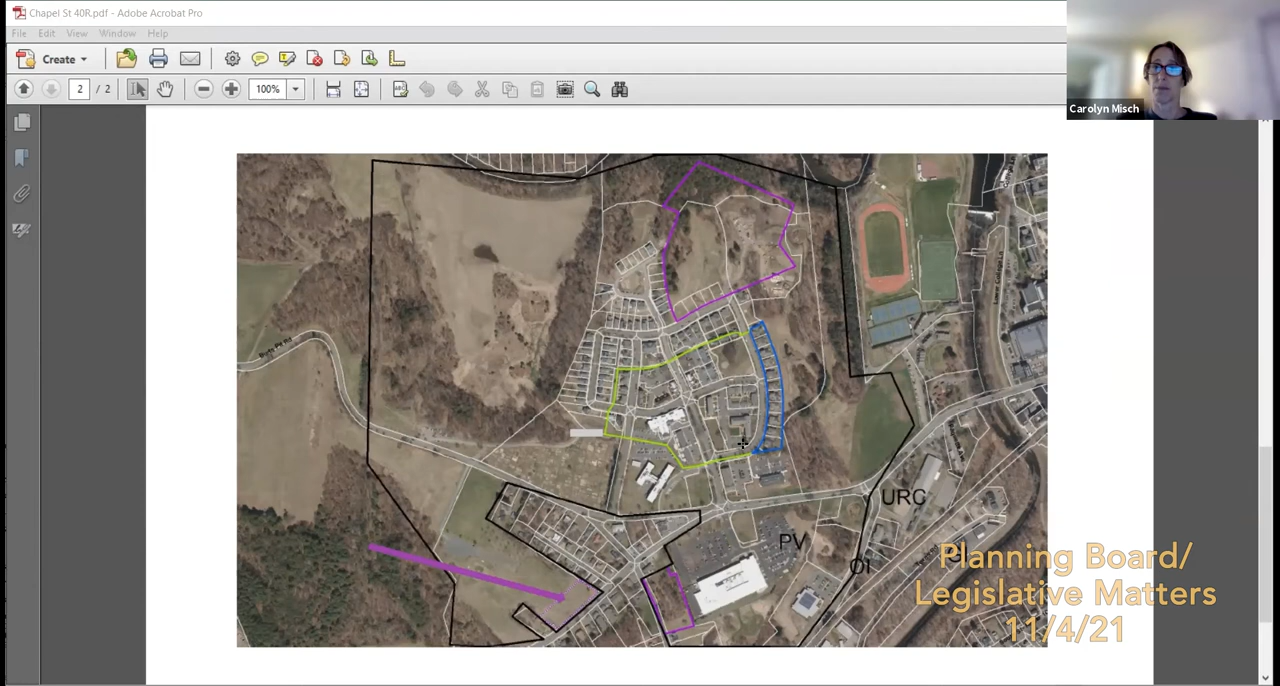 Chapel St 40R.pdf - Adobe Acrobat Pro
File Edit View Window Help
Create
2 / 2
100%
Carolyn Misch
URC
PV
OI
Planning Board/
Legislative Matters
11/4/21